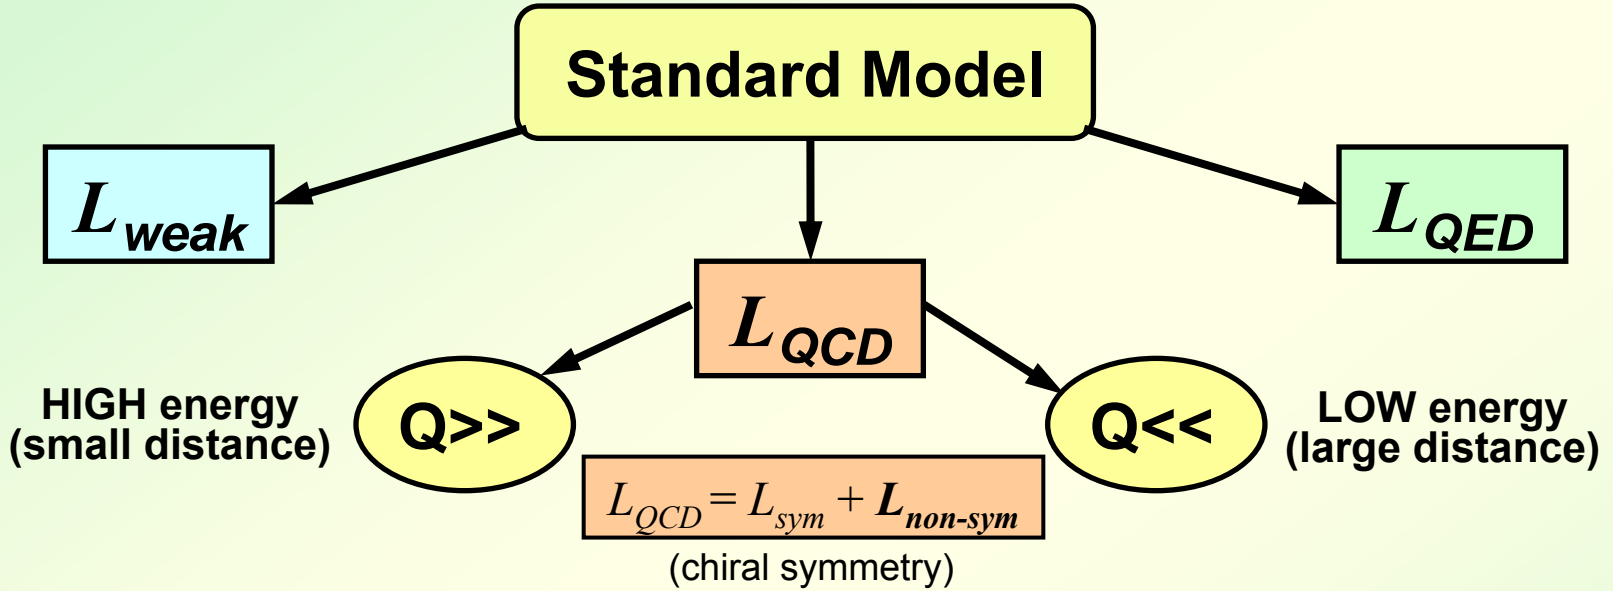 Standard Model
L weak
L QED
L QCD
HIGH energy
(small distance)
Q>>
Q<<
LOW energy
(large distance)
L QCD = L sym + L non-sym
(chiral symmetry)